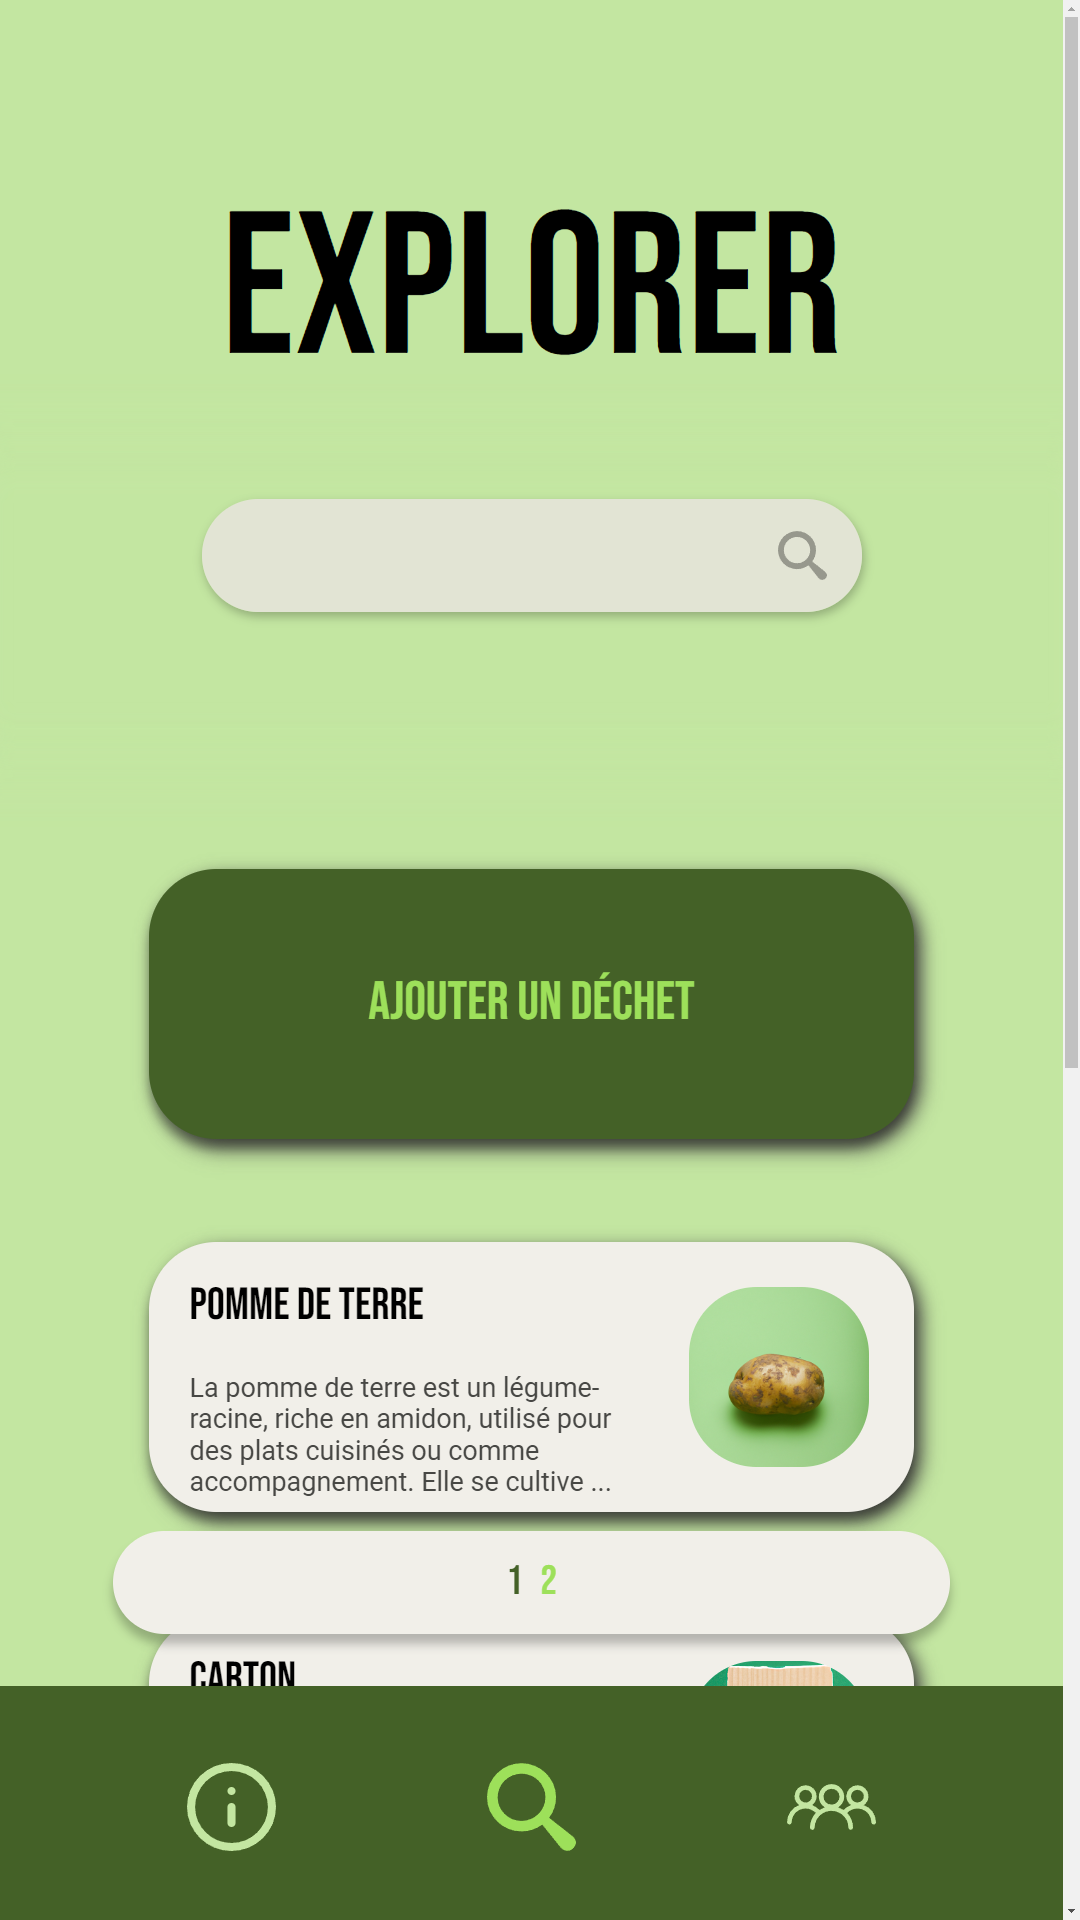 EXPLORER
AJOUTER UN DÉCHET
POMME DE TERRE
La pomme de terre est un légume-
racine, riche en amidon, utilisé pour
des plats cuisinés ou comme
accompagnement. Elle se cultive ...
1 2
CARTON